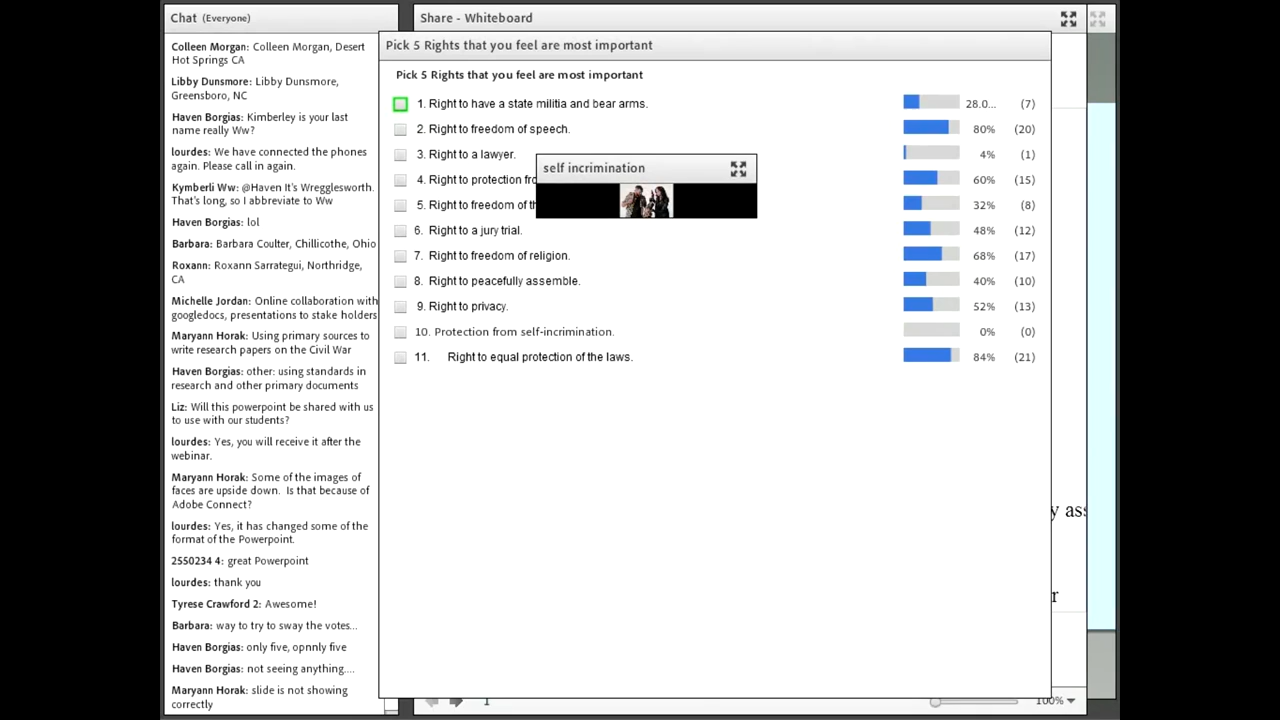 Chat (Everyone)
Colleen Morgan: Colleen Morgan, Desert
Hot Springs CA
Libby Dunsmore: Libby Dunsmore,
Greensboro, NC
Haven Borgias: Kimberley is your last
name really Ww?
lourdes: We have connected the phones
again. Please call in again.
Kymberli Ww: @Haven It's Wregglesworth.
That's long, so I abbreviate to Ww
Haven Borgias: lol
Barbara: Barbara Coulter, Chillicothe, Ohio
Roxann: Roxann Sarrategui, Northridge,
CA
Michelle Jordan: Online collaboration with
googledocs, presentations to stake holders
Maryann Horak: Using primary sources to
write research papers on the Civil War
Haven Borgias: other: using standards in
research and other primary documents
Liz: Will this powerpoint be shared with us
to use with our students?
lourdes: Yes, you will receive it after the
webinar.
Maryann Horak: Some of the images of
faces are upside down. Is that because of
Adobe Connect?
lourdes: Yes, it has changed some of the
format of the Powerpoint.
2550234 4: great Powerpoint
lourdes: thank you
Tyrese Crawford 2: Awesome!
Barbara: way to try to sway the votes...
Haven Borgias: only five, opnnly five
Haven Borgias: not seeing anything....
Maryann Horak: slide is not showing
correctly
Share - Whiteboard
Pick 5 Rights that you feel are most important
Pick 5 Rights that you feel are most important
1. Right to have a state militia and bear arms. 28.0... (7)
2. Right to freedom of speech. 80% (20)
3. Right to a lawyer. 4% (1)
self incrimination
4. Right to protection 60% (15)
5. Right to freedom of 32% (8)
6. Right to a jury trial. 48% (12)
7. Right to freedom of religion. 68% (17)
8. Right to peacefully assemble. 40% (10)
9. Right to privacy. 52% (13)
10. Protection from self-incrimination. 0% (0)
11. Right to equal protection of the laws. 84% (21)
1
100%